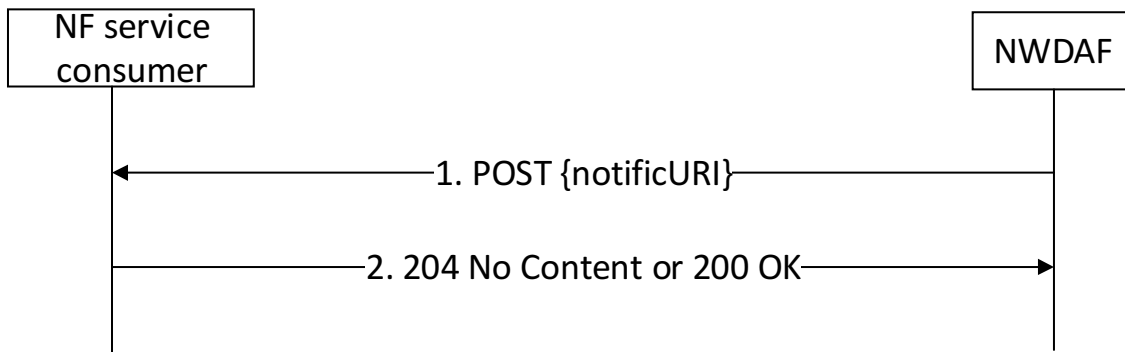 NF service
consumer
NWDAF
1. POST {notificURI}
2. 204 No Content or 200 OK